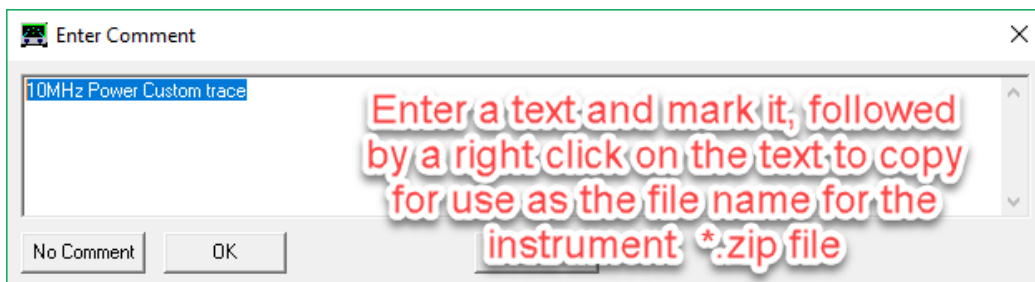 Enter Comment
10MHz Power Custom trace
Enter a text and mark it, followed
by a right click on the text to copy
for use as the file name for the
instrument *.zip file
No Comment
OK